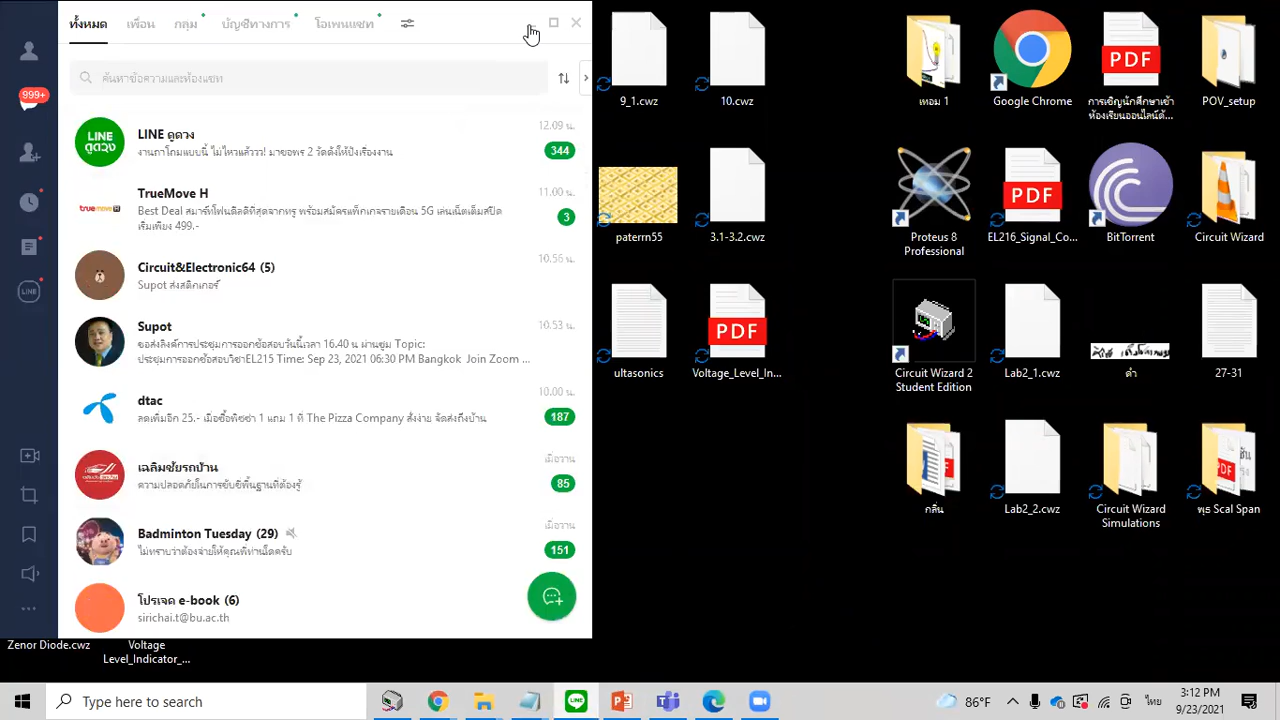 ทั้งหมด เพื่อน กลุ่ม บัญชีทางการ โอเพนแชท
ค้นหาข้อความและห้องแชท
999+
LINE ดูดวง
LINE ดูดวง 12.09 น.
งานถาโถมแบบนี้ ไม่ไหวแล้ววว! มาขอพร 2 วัดดังให้ปังเรื่องงาน 344
truemove H
TrueMove H 11.00 น.
Best Deal สมาร์ทโฟนลิลดีที่สุดจากทรู พร้อมสมัครแพ็กเกจรายเดือน 5G เล่นเน็ตเต็มสปีด
เริ่มเพียง 499.- 3
Circuit&Electronic64 (5) 10.56 น.
Supot ส่งสติกเกอร์
Supot 10.53 น.
ขอส่งลิงค์การประชุมการออกข้อสอบวันนี้เวลา 16.40 น ผ่านซูม Topic:
ประชุมการออกข้อสอบวิชาEL215 Time: Sep 23, 2021 06:30 PM Bangkok Join Zoom ...
dtac 10.00 น.
ลดเพิ่มอีก 25.- เมื่อซื้อพิซซ่า 1 แถม 1 ที่ The Pizza Company สั่งง่าย จัดส่งถึงบ้าน 187
เฉลิมชัยรถบ้าน เมื่อวาน
ความปลอดภัยในการขับขี่พื้นฐานที่ต้องรู้ 85
Badminton Tuesday (29) เมื่อวาน
ไม่ทราบว่าต้องจ่ายให้คุณพี่ท่านใดครับ 151
โปรเจค e-book (6)
sirichai.t@bu.ac.th
LINE
Zenor Diode.cwz Voltage
Level_Indicator_...
9_1.cwz 10.cwz เทอม 1 Google Chrome PDF การเชิญนักศึกษาเข้า POV_setup
ห้องเรียนออนไลน์ด้...
paterrn55 3.1-3.2.cwz Proteus 8 PDF EL216_Signal_Co... BitTorrent Circuit Wizard
Professional
ultasonics PDF Voltage_Level_In... Circuit Wizard 2 Lab2_1.cwz ดำ 27-31
Student Edition
กลิ่น Lab2_2.cwz Circuit Wizard PDF พุธ Scal Span
Simulations
Type here to search 86°F ไทย 3:12 PM
9/23/2021